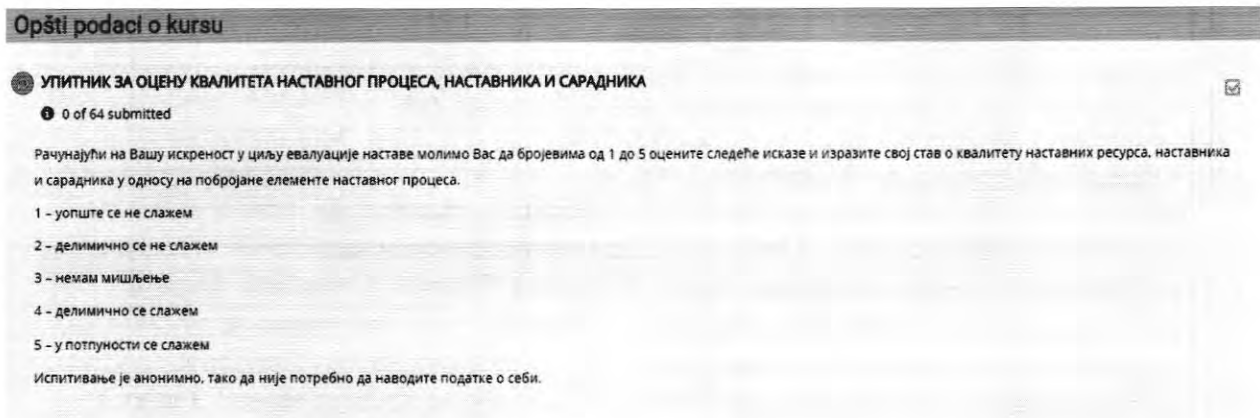 Opšti podaci o kursu
УПИТНИК ЗА ОЦЕНУ КВАЛИТЕТА НАСТАВНОГ ПРОЦЕСА, НАСТАВНИКА И САРАДНИКА
0 of 64 submitted
Рачунајући на Вашу искреност у циљу евалуације наставе молимо Вас да бројевима од 1 до 5 оцените следеће исказе и изразите свој став о квалитету наставних ресурса, наставника
и сарадника у односу на побројане елементе наставног процеса.
1 – уопште се не слажем
2 – делимично се не слажем
3 – немам мишљење
4 – делимично се слажем
5 – у потпуности се слажем
Испитивање је анонимно, тако да није потребно да наводите податке о себи.